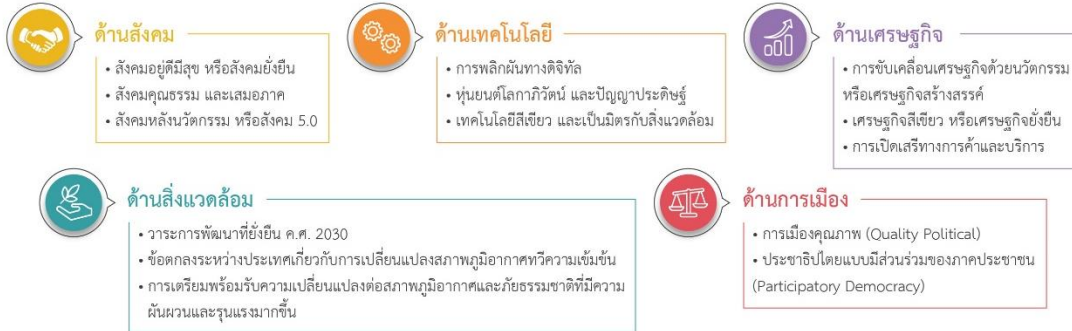 ด้านสังคม
• สังคมอยู่ดีมีสุข หรือสังคมยั่งยืน
• สังคมคุณธรรม และเสมอภาค
• สังคมหลังนวัตกรรม หรือสังคม 5.0
ด้านเทคโนโลยี
• การพลิกผันทางดิจิทัล
• หุ่นยนต์โลกาภิวัตน์ และปัญญาประดิษฐ์
• เทคโนโลยีสีเขียว และเป็นมิตรกับสิ่งแวดล้อม
ด้านเศรษฐกิจ
• การขับเคลื่อนเศรษฐกิจด้วยนวัตกรรม
หรือเศรษฐกิจสร้างสรรค์
• เศรษฐกิจสีเขียว หรือเศรษฐกิจยั่งยืน
• การเปิดเสรีทางการค้าและบริการ
ด้านสิ่งแวดล้อม
• วาระการพัฒนาที่ยั่งยืน ค.ศ. 2030
• ข้อตกลงระหว่างประเทศเกี่ยวกับการเปลี่ยนแปลงสภาพภูมิอากาศทวีความเข้มข้น
• การเตรียมพร้อมรับความเปลี่ยนแปลงต่อสภาพภูมิอากาศและภัยธรรมชาติที่มีความ
ผันผวนและรุนแรงมากขึ้น
ด้านการเมือง
• การเมืองคุณภาพ (Quality Political)
• ประชาธิปไตยแบบมีส่วนร่วมของภาคประชาชน
(Participatory Democracy)